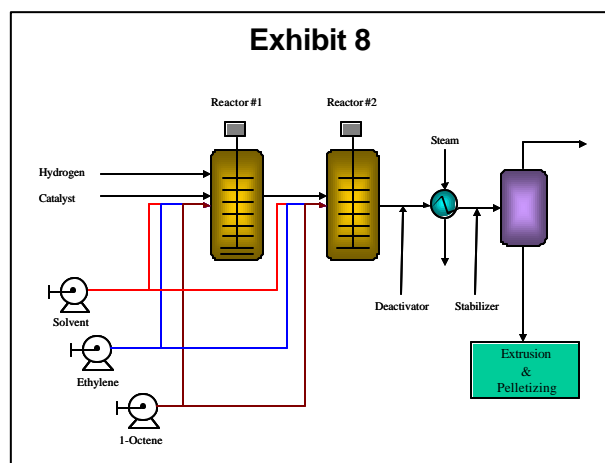 Exhibit 8
Reactor #1
Reactor #2
Steam
Hydrogen
Catalyst
Deactivator
Stabilizer
Solvent
Ethylene
1-Octene
Extrusion
&
Pelletizing